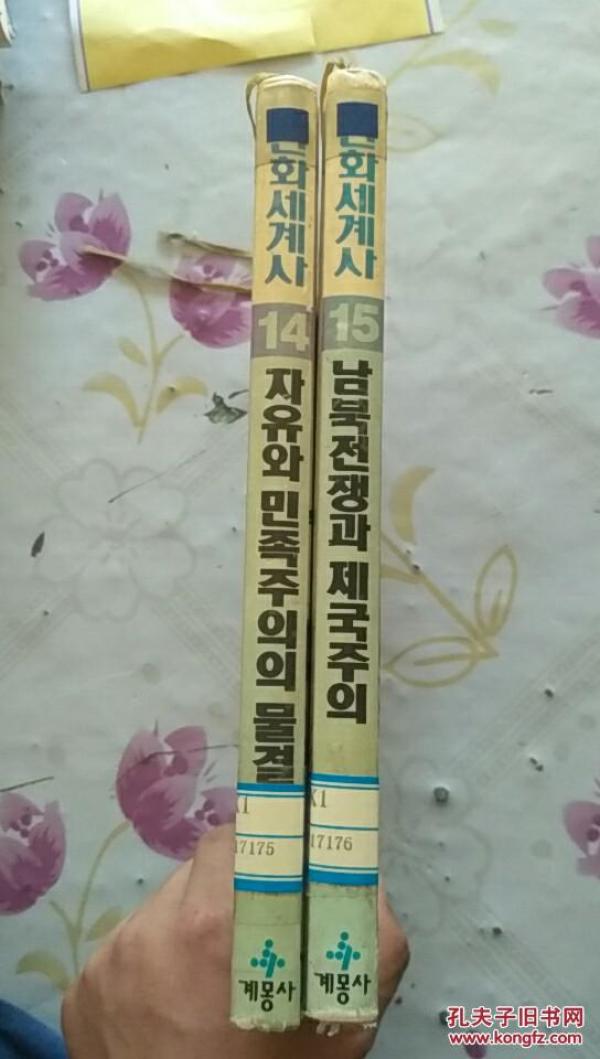 화세계사
14
자유와 민족주의의 물결
X1
17175
계몽사
화세계사
15
남북전쟁과 제국주의
X1
17176
계몽사
孔夫子旧书网
www.kongfz.com